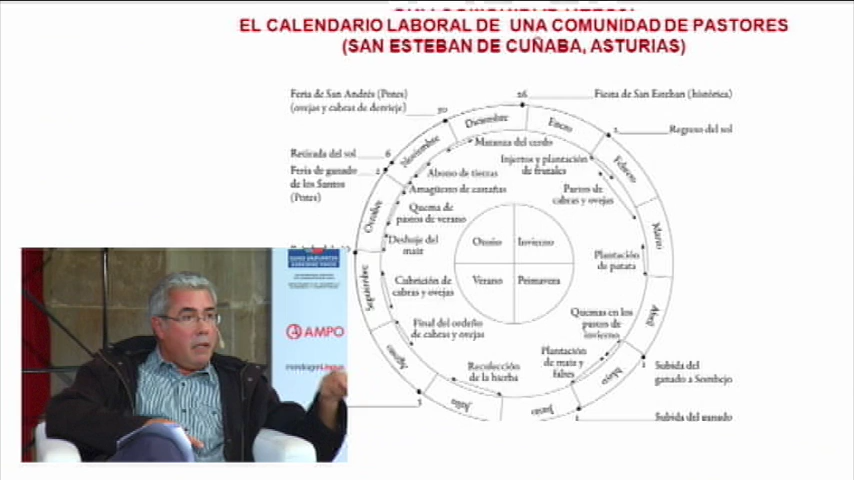 EL CALENDARIO LABORAL DE UNA COMUNIDAD DE PASTORES
(SAN ESTEBAN DE CUÑABA, ASTURIAS)
Feria de San Andrés (Potes)
(ovejas y cabras de desvieje)
30
26
Fiesta de San Esteban (histórica)
Diciembre
Enero
2
Regreso del sol
Noviembre
Febrero
Retirada del sol
6
Feria de ganado
de los Santos
(Potes)
2
Matanza del cerdo
Injertos y plantación
de frutales
Abono de tierras
Amagüesto de castañas
Partos de
cabras y ovejas
Octubre
Quema de
pastos de verano
Marzo
Deshoje del
maíz
Otoño
Invierno
Verano
Primavera
Plantación
de patata
Septiembre
Cubrición de
cabras y ovejas
Quemas en los
pastos de
invierno
Abril
Final del ordeño
de cabras y ovejas
Agosto
Plantación
de maíz y
fabes
Recolección
de la hierba
Mayo
1
Subida del
ganado a Sombejo
Julio
Junio
Subida del ganado
AMPO